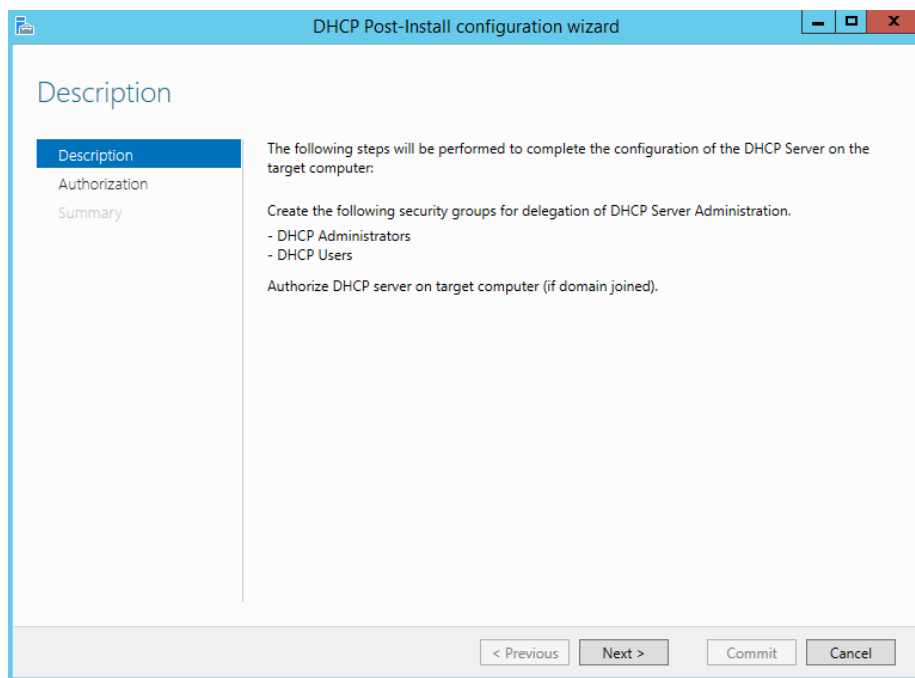 DHCP Post-Install configuration wizard
Description
Description
Authorization
Summary
The following steps will be performed to complete the configuration of the DHCP Server on the
target computer:
Create the following security groups for delegation of DHCP Server Administration.
- DHCP Administrators
- DHCP Users
Authorize DHCP server on target computer (if domain joined).
< Previous
Next >
Commit
Cancel